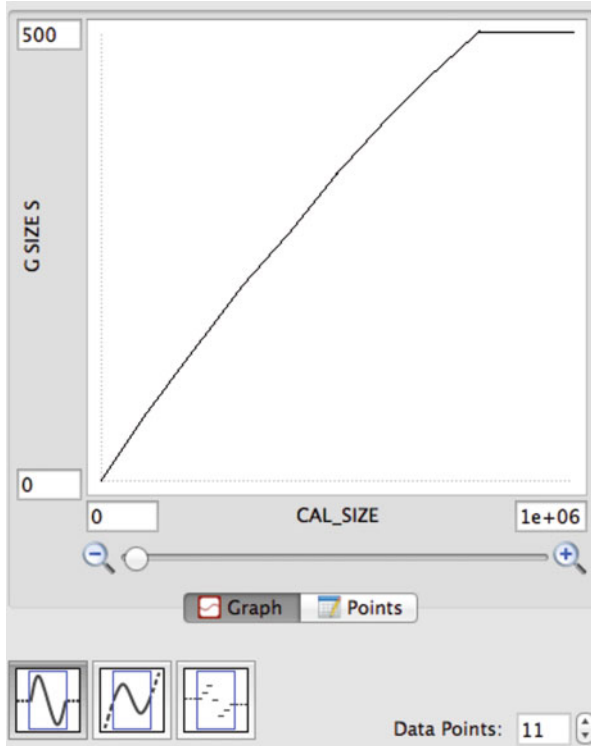 500
G SIZE S
0
0 CAL_SIZE 1e+06
Graph Points
Data Points: 11